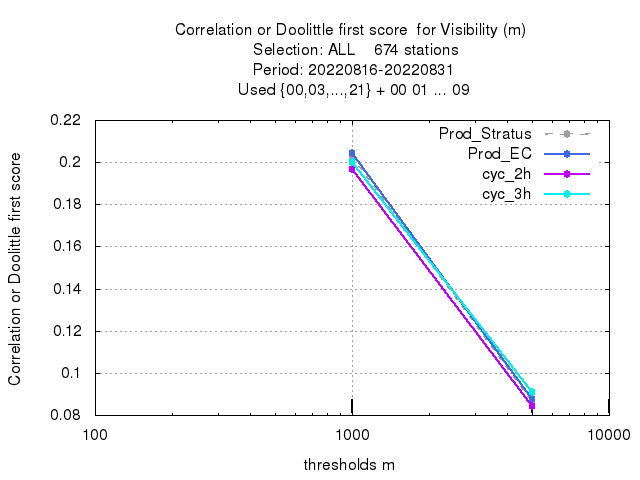 Correlation or Doolittle first score  for Visibility (m)
Selection: ALL    674 stations
Period: 20220816-20220831
Used {00,03,...,21} + 00 01 ... 09
Correlation or Doolittle first score
0.22
0.2
0.18
0.16
0.14
0.12
0.1
0.08
Prod_Stratus
Prod_EC
cyc_2h
cyc_3h
100 1000 10000
thresholds m